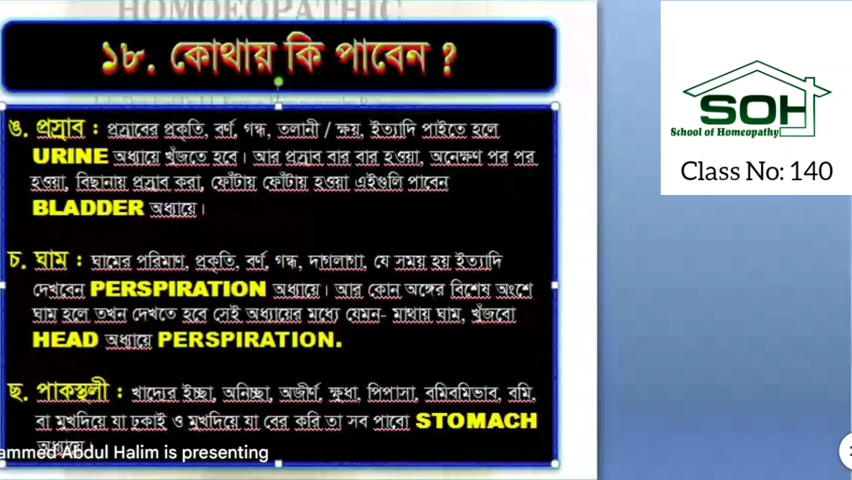 HOMOEOPATHIC
১৮. কোথায় কি পাবেন ?
ঙ. প্রস্রাব : প্রস্রাবের প্রকৃতি, বর্ণ, গন্ধ, তলানী / ক্ষয়, ইত্যাদি পাইতে হলে
URINE অধ্যায়ে খুঁজতে হবে। আর প্রস্রাব বার বার হওয়া, অনেক্ষণ পর পর
হওয়া, বিছানায় প্রস্রাব করা, ফোঁটায় ফোঁটায় হওয়া এইগুলি পাবেন
BLADDER অধ্যায়ে।
চ. ঘাম : ঘামের পরিমাণ, প্রকৃতি, বর্ণ, গন্ধ, দাগলাগা, যে সময় হয় ইত্যাদি
দেখবেন PERSPIRATION অধ্যায়ে। আর কোন অঙ্গের বিশেষ অংশে
ঘাম হলে তখন দেখতে হবে সেই অধ্যায়ের মধ্যে যেমন- মাথায় ঘাম, খুঁজবো
HEAD অধ্যায়ে PERSPIRATION.
ছ. পাকস্থলী : খাদ্যের ইচ্ছা, অনিচ্ছা, অজীর্ণ, ক্ষুধা, পিপাসা, বমিবমিভাব, বমি,
বা মুখদিয়ে যা ঢুকাই ও মুখদিয়ে যা বের করি তা সব পাবো STOMACH
অধ্যায়ে।
ammed Abdul Halim is presenting
SOH
School of Homeopathy
Class No: 140